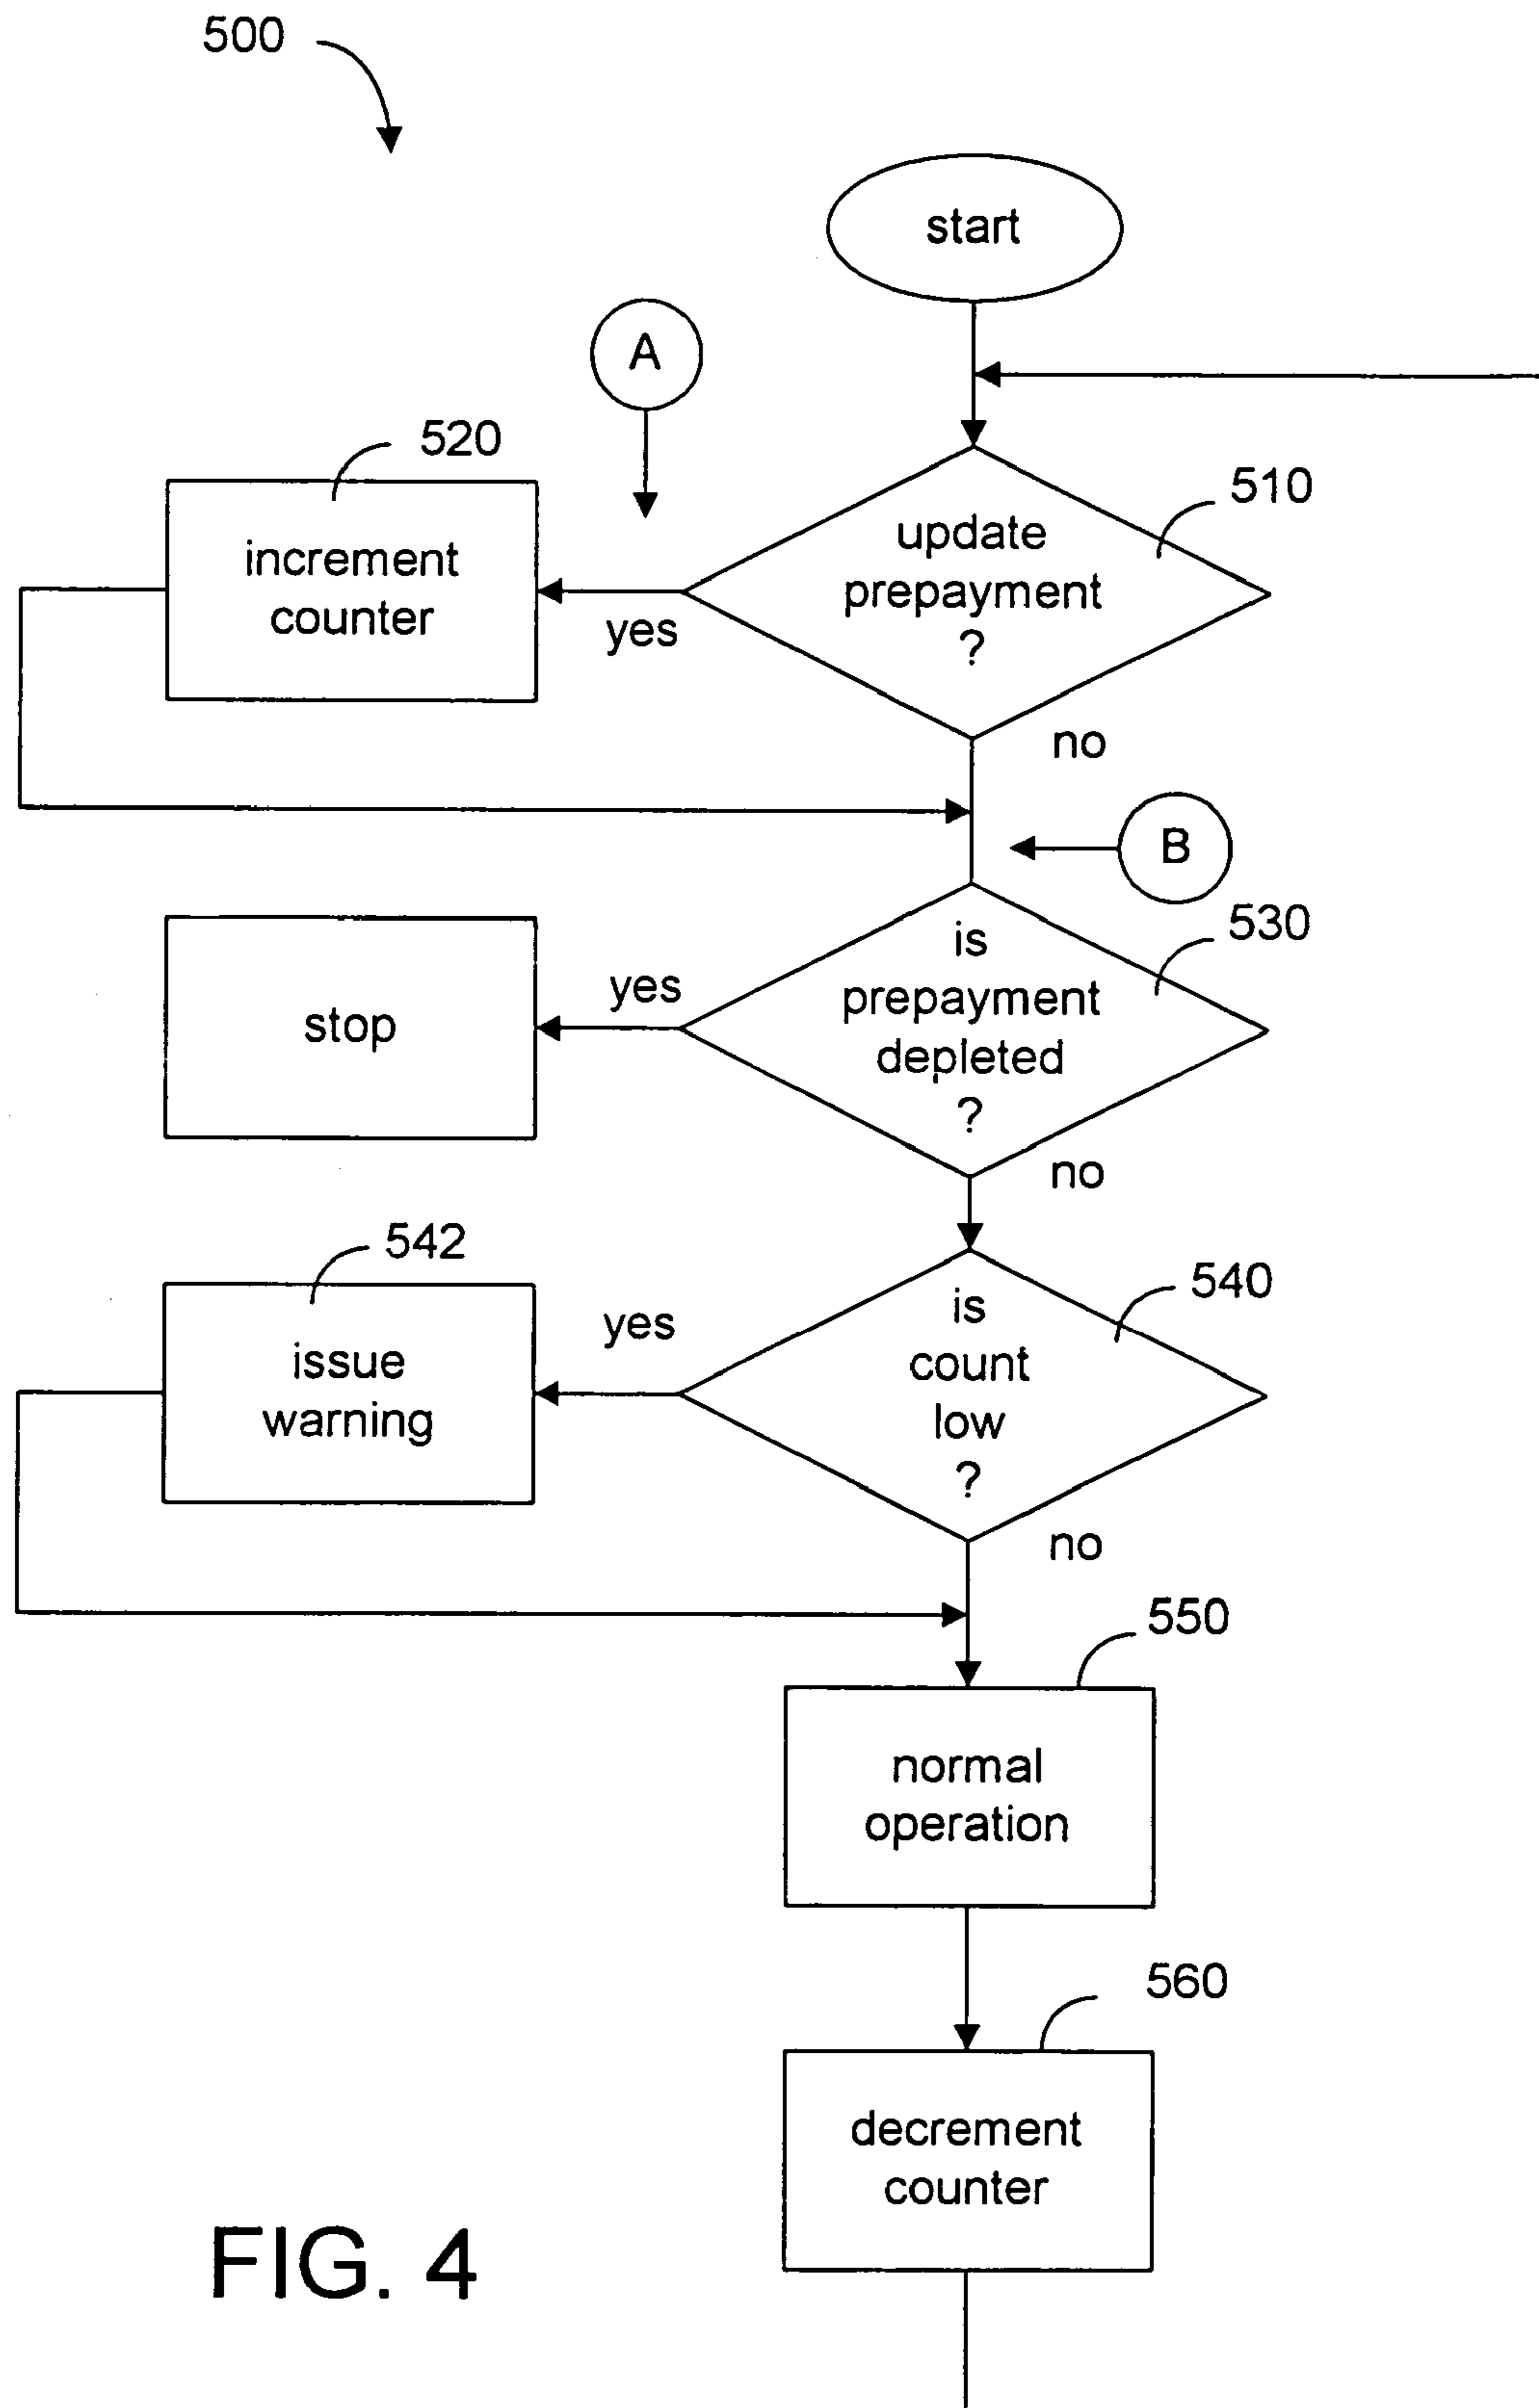 500
start
A
520
510
increment
counter
update
prepayment
?
yes
no
B
530
stop
yes
is
prepayment
depleted
?
no
542
540
issue
warning
yes
is
count
low
?
no
550
normal
operation
560
decrement
counter
FIG. 4